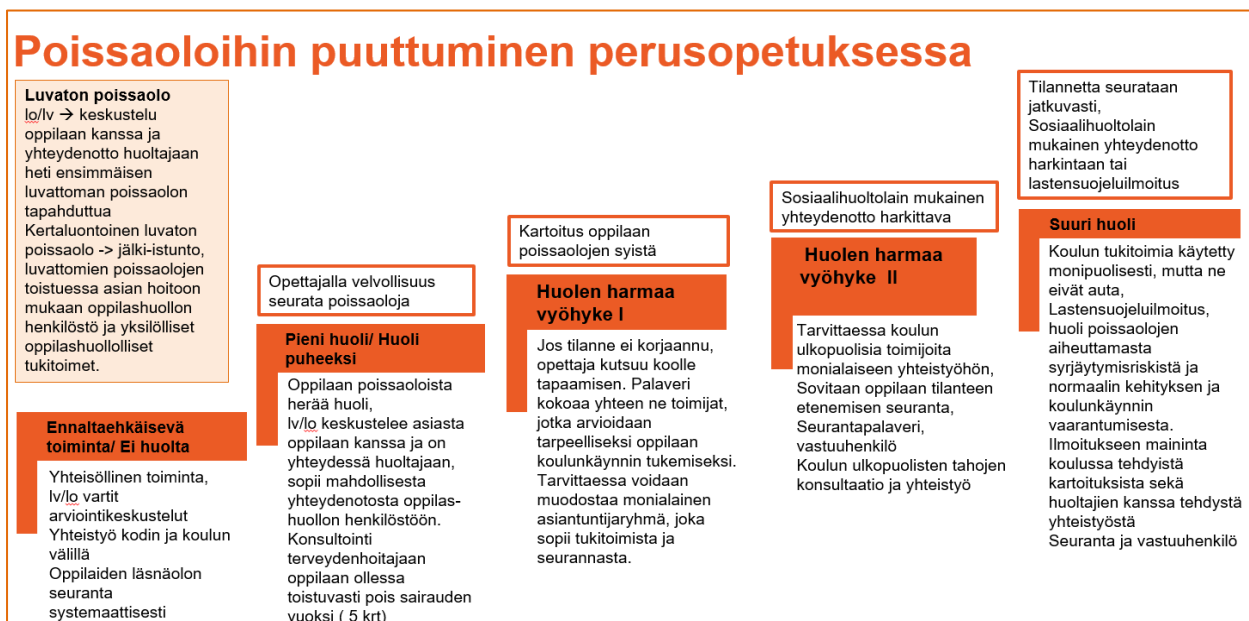 Poissaoloihin puuttuminen perusopetuksessa
Luvaton poissaolo
lo/lv → keskustelu
oppilaan kanssa ja
yhteydenotto huoltajaan
heti ensimmäisen
luvattoman poissaolon
tapahduttua
Kertaluontoinen luvaton
poissaolo -> jälki-istunto,
luvattomien poissaolojen
toistuessa asian hoitoon
mukaan oppilashuollon
henkilöstö ja yksilölliset
oppilashuollolliset
tukitoimet.
Ennaltaehkäisevä
toiminta/ Ei huolta
Yhteisöllinen toiminta,
lv/lo vartit
arviointikeskustelut
Yhteistyö kodin ja koulun
välillä
Oppilaiden läsnäolon
seuranta
systemaattisesti
Opettajalla velvollisuus
seurata poissaoloja
Pieni huoli/ Huoli
puheeksi
Oppilaan poissaoloista
herää huoli,
lv/lo keskustelee asiasta
oppilaan kanssa ja on
yhteydessä huoltajaan,
sopii mahdollisesta
yhteydenotosta oppilas-
huollon henkilöstöön.
Konsultointi
terveydenhoitajaan
oppilaan ollessa
toistuvasti pois sairauden
vuoksi ( 5 krt)
Kartoitus oppilaan
poissaolojen syistä
Huolen harmaa
vyöhyke I
Jos tilanne ei korjaannu,
opettaja kutsuu koolle
tapaamisen. Palaveri
kokoaa yhteen ne toimijat,
jotka arvioidaan
tarpeelliseksi oppilaan
koulunkäynnin tukemiseksi.
Tarvittaessa voidaan
muodostaa monialainen
asiantuntijaryhmä, joka
sopii tukitoimista ja
seurannasta.
Sosiaalihuoltolain mukainen
yhteydenotto harkittava
Huolen harmaa
vyöhyke II
Tarvittaessa koulun
ulkopuolisia toimijoita
monialaiseen yhteistyöhön,
Sovitaan oppilaan tilanteen
etenemisen seuranta,
Seurantapalaveri,
vastuuhenkilö
Koulun ulkopuolisten tahojen
konsultaatio ja yhteistyö
Tilannetta seurataan
jatkuvasti,
Sosiaalihuoltolain
mukainen yhteydenotto
harkintaan tai
lastensuojeluilmoitus
Suuri huoli
Koulun tukitoimia käytetty
monipuolisesti, mutta ne
eivät auta,
Lastensuojeluilmoitus,
huoli poissaolojen
aiheuttamasta
syrjäytymisriskistä ja
normaalin kehityksen ja
koulunkäynnin
vaarantumisesta.
Ilmoitukseen maininta
koulussa tehdyistä
kartoituksista sekä
huoltajien kanssa tehdystä
yhteistyöstä
Seuranta ja vastuuhenkilö